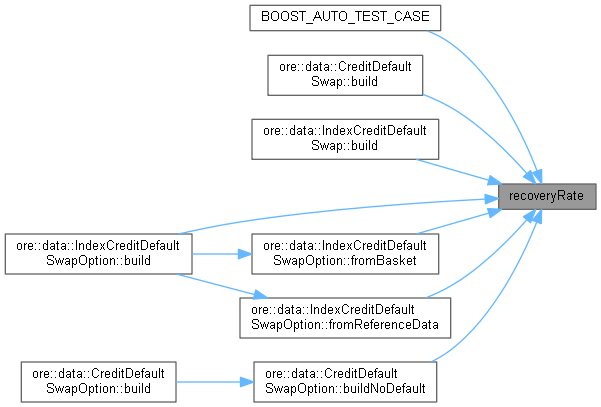 BOOST_AUTO_TEST_CASE
ore::data::CreditDefault
Swap::build
ore::data::IndexCreditDefault
Swap::build
recoveryRate
ore::data::IndexCreditDefault
SwapOption::build
ore::data::IndexCreditDefault
SwapOption::fromBasket
ore::data::IndexCreditDefault
SwapOption::fromReferenceData
ore::data::CreditDefault
SwapOption::build
ore::data::CreditDefault
SwapOption::buildNoDefault